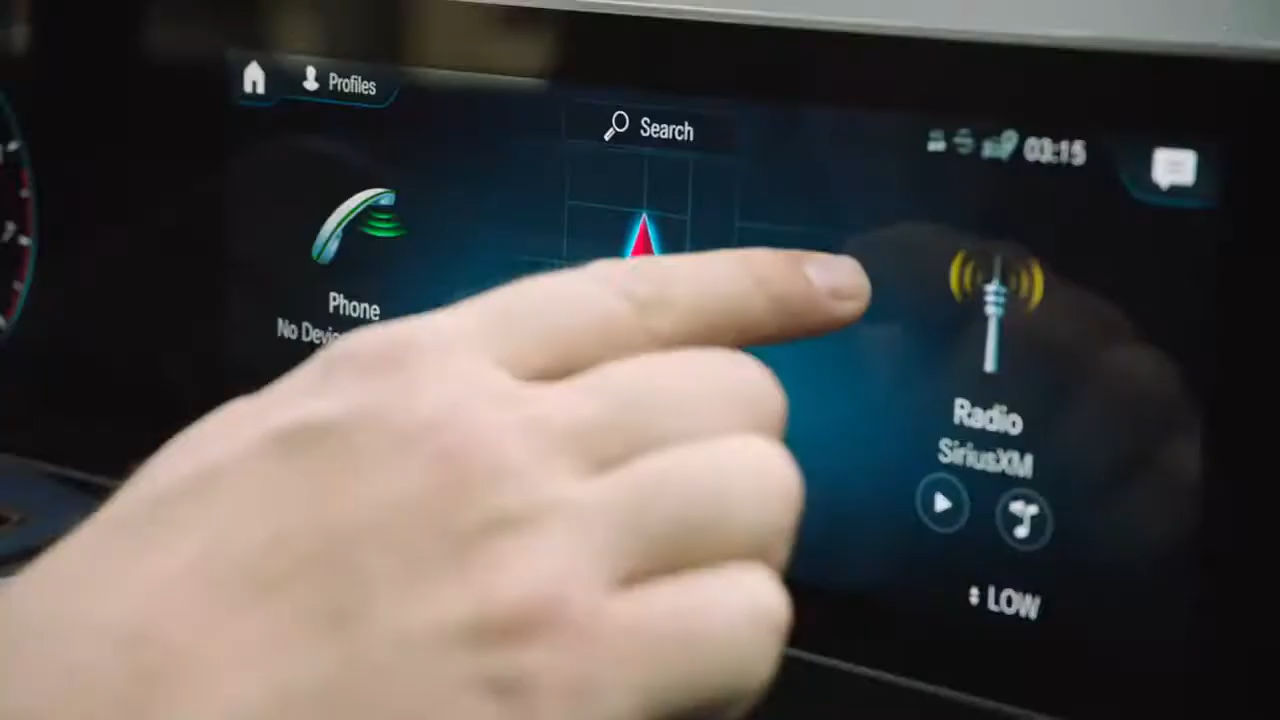 Profiles
Search
03:15
Phone
No Devic
Radio
SiriusXM
LOW